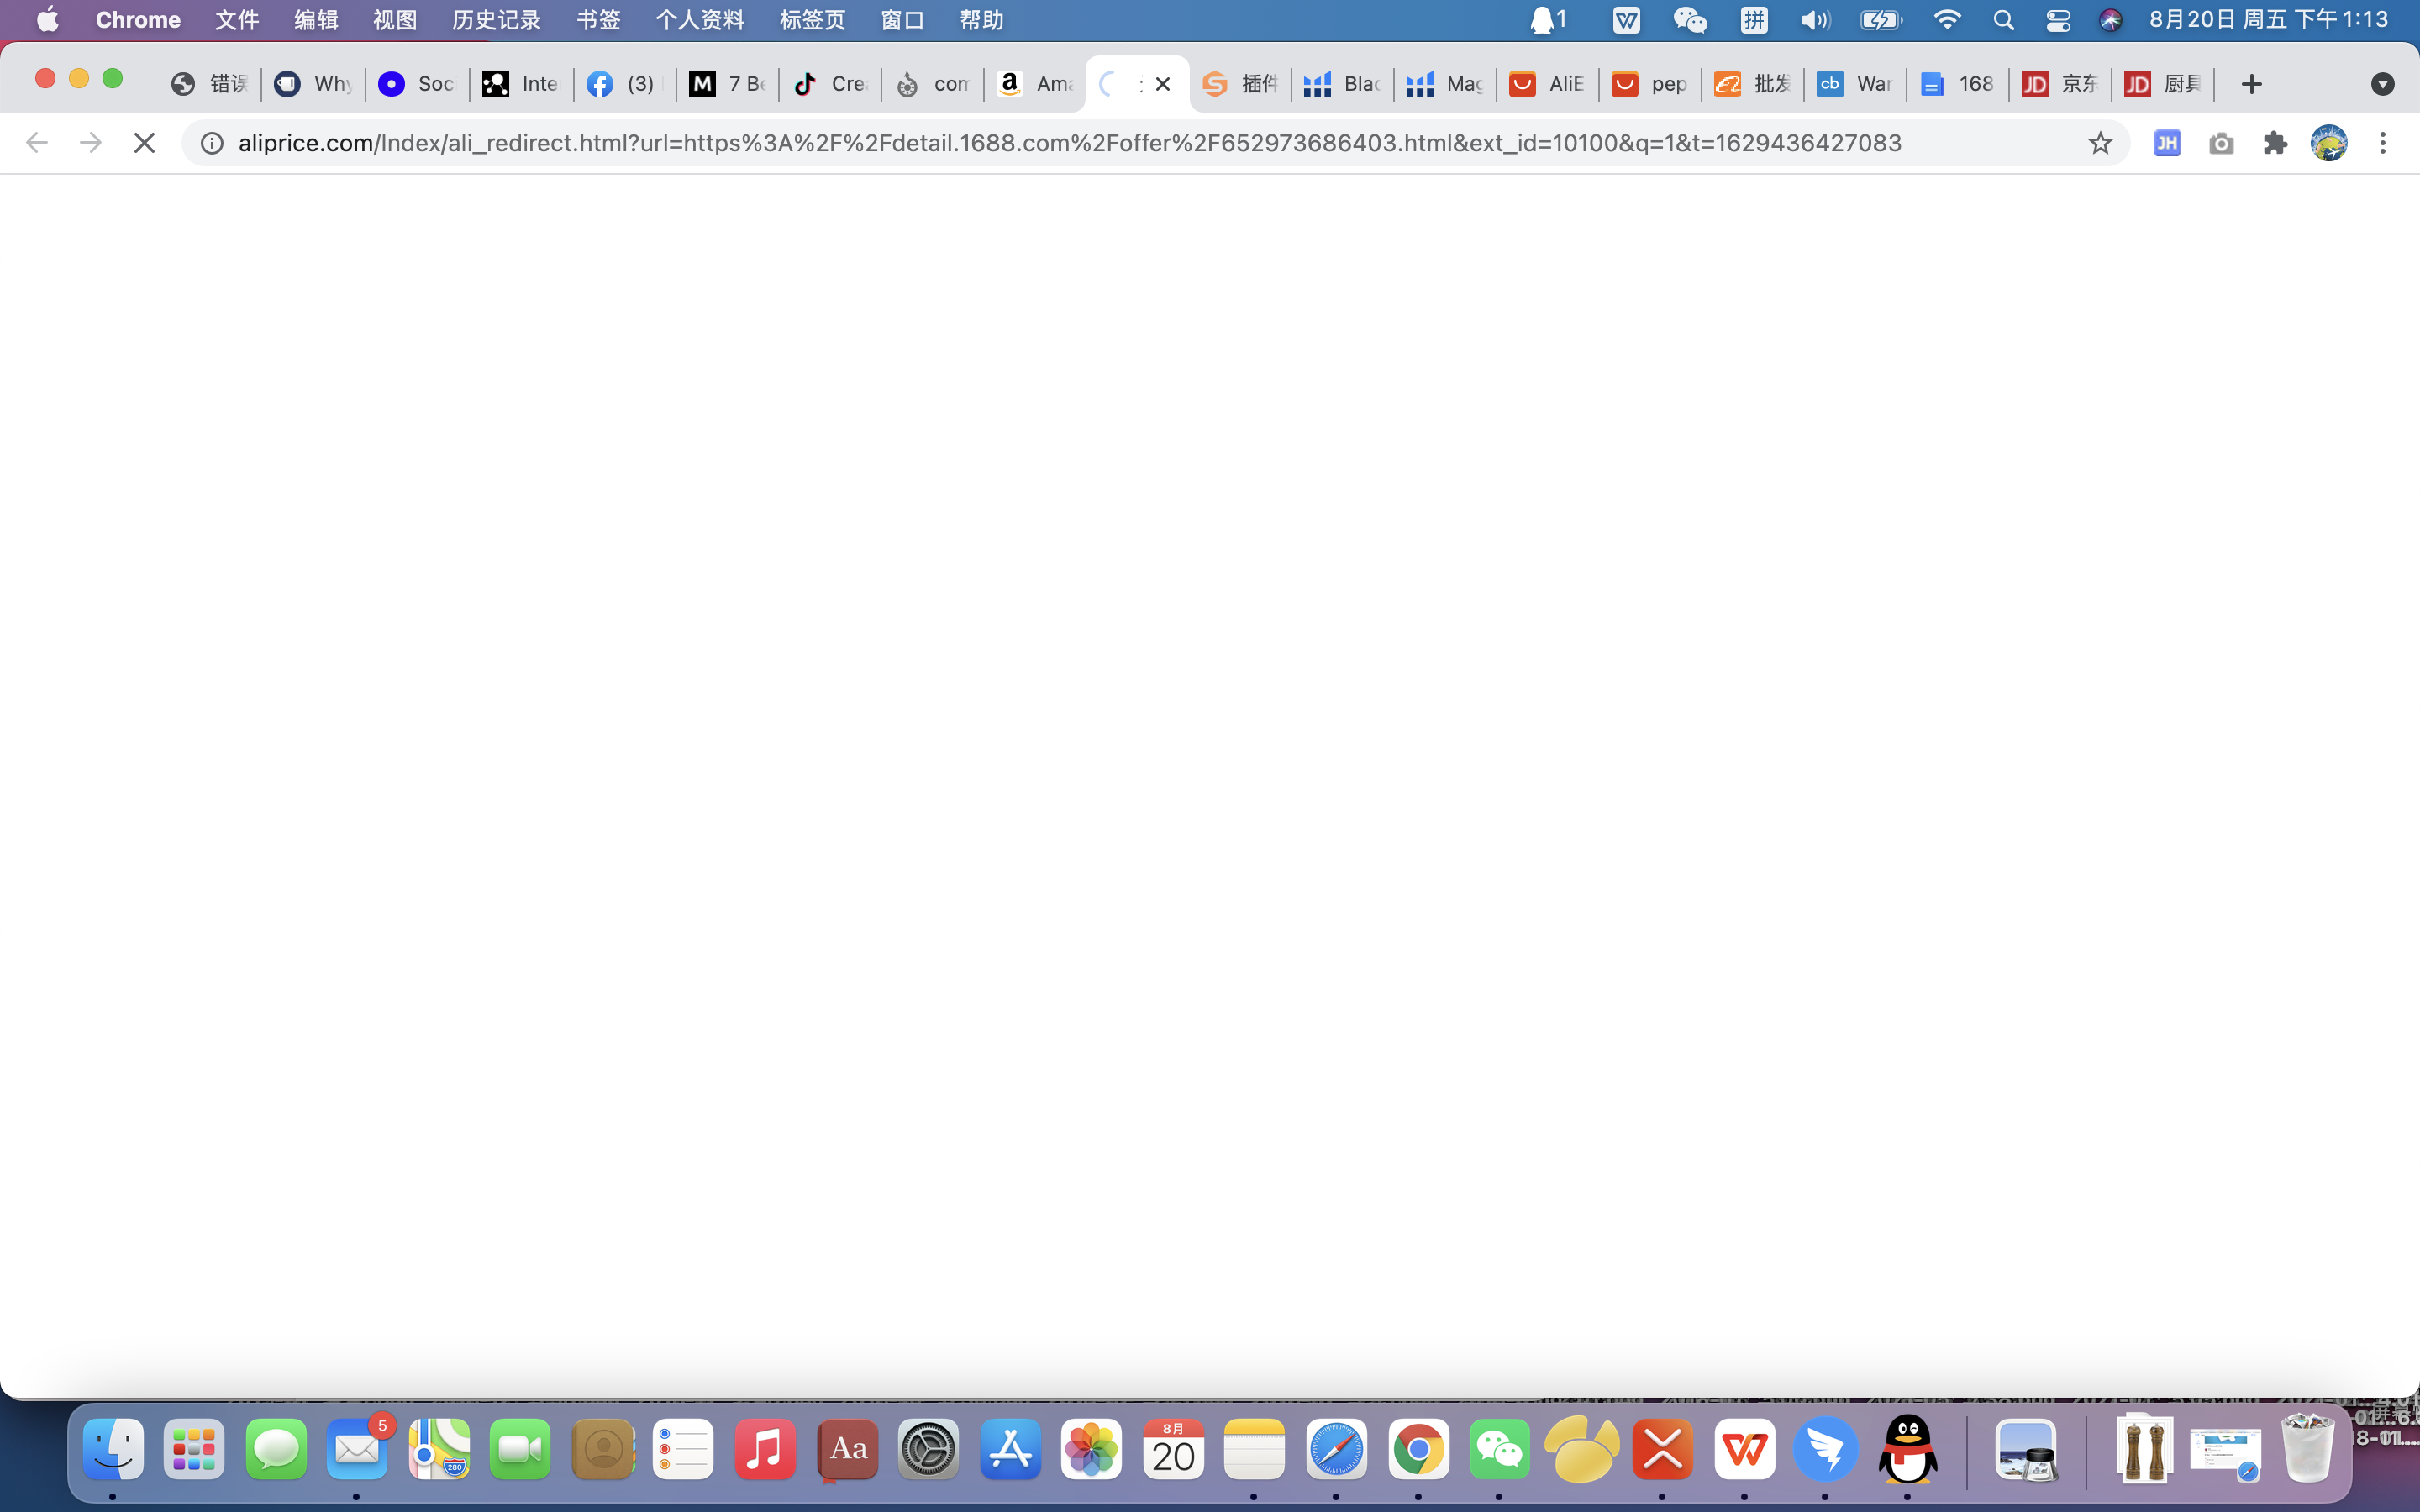 Chrome 文件 编辑 视图 历史记录 书签 个人资料 标签页 窗口 帮助 1 拼 8月20日 周五 下午1:13
错误 Why Soc Inte (3) M 7 Be Cre com a Ama 插件 Blac Mag AliE pep 批发 cb War 168 JD 京东 JD 厨具
aliprice.com/Index/ali_redirect.html?url=https%3A%2F%2Fdetail.1688.com%2Foffer%2F652973686403.html&ext_id=10100&q=1&t=1629436427083 JH
5 280 Aa 8月 20